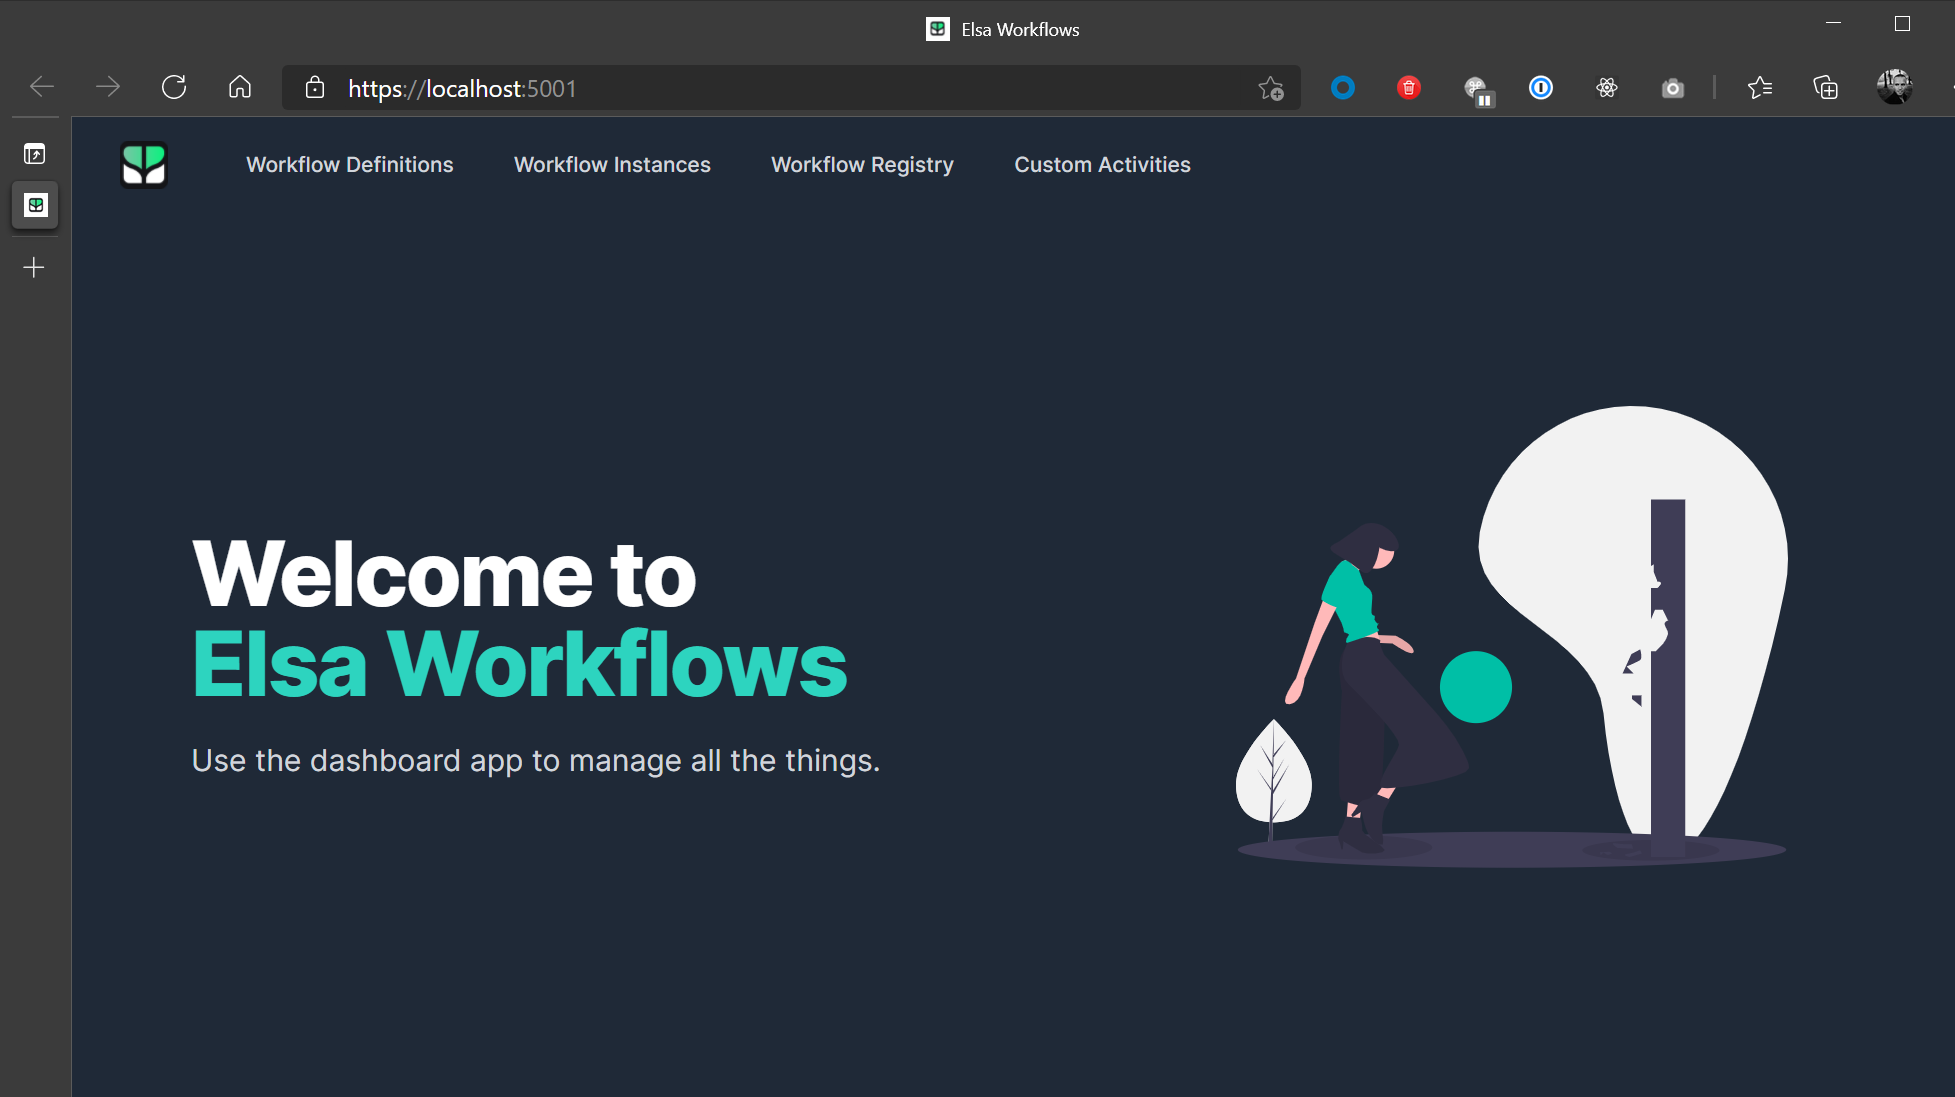 Elsa Workflows
https://localhost:5001
Workflow Definitions Workflow Instances Workflow Registry Custom Activities
Welcome to
Elsa Workflows
Use the dashboard app to manage all the things.